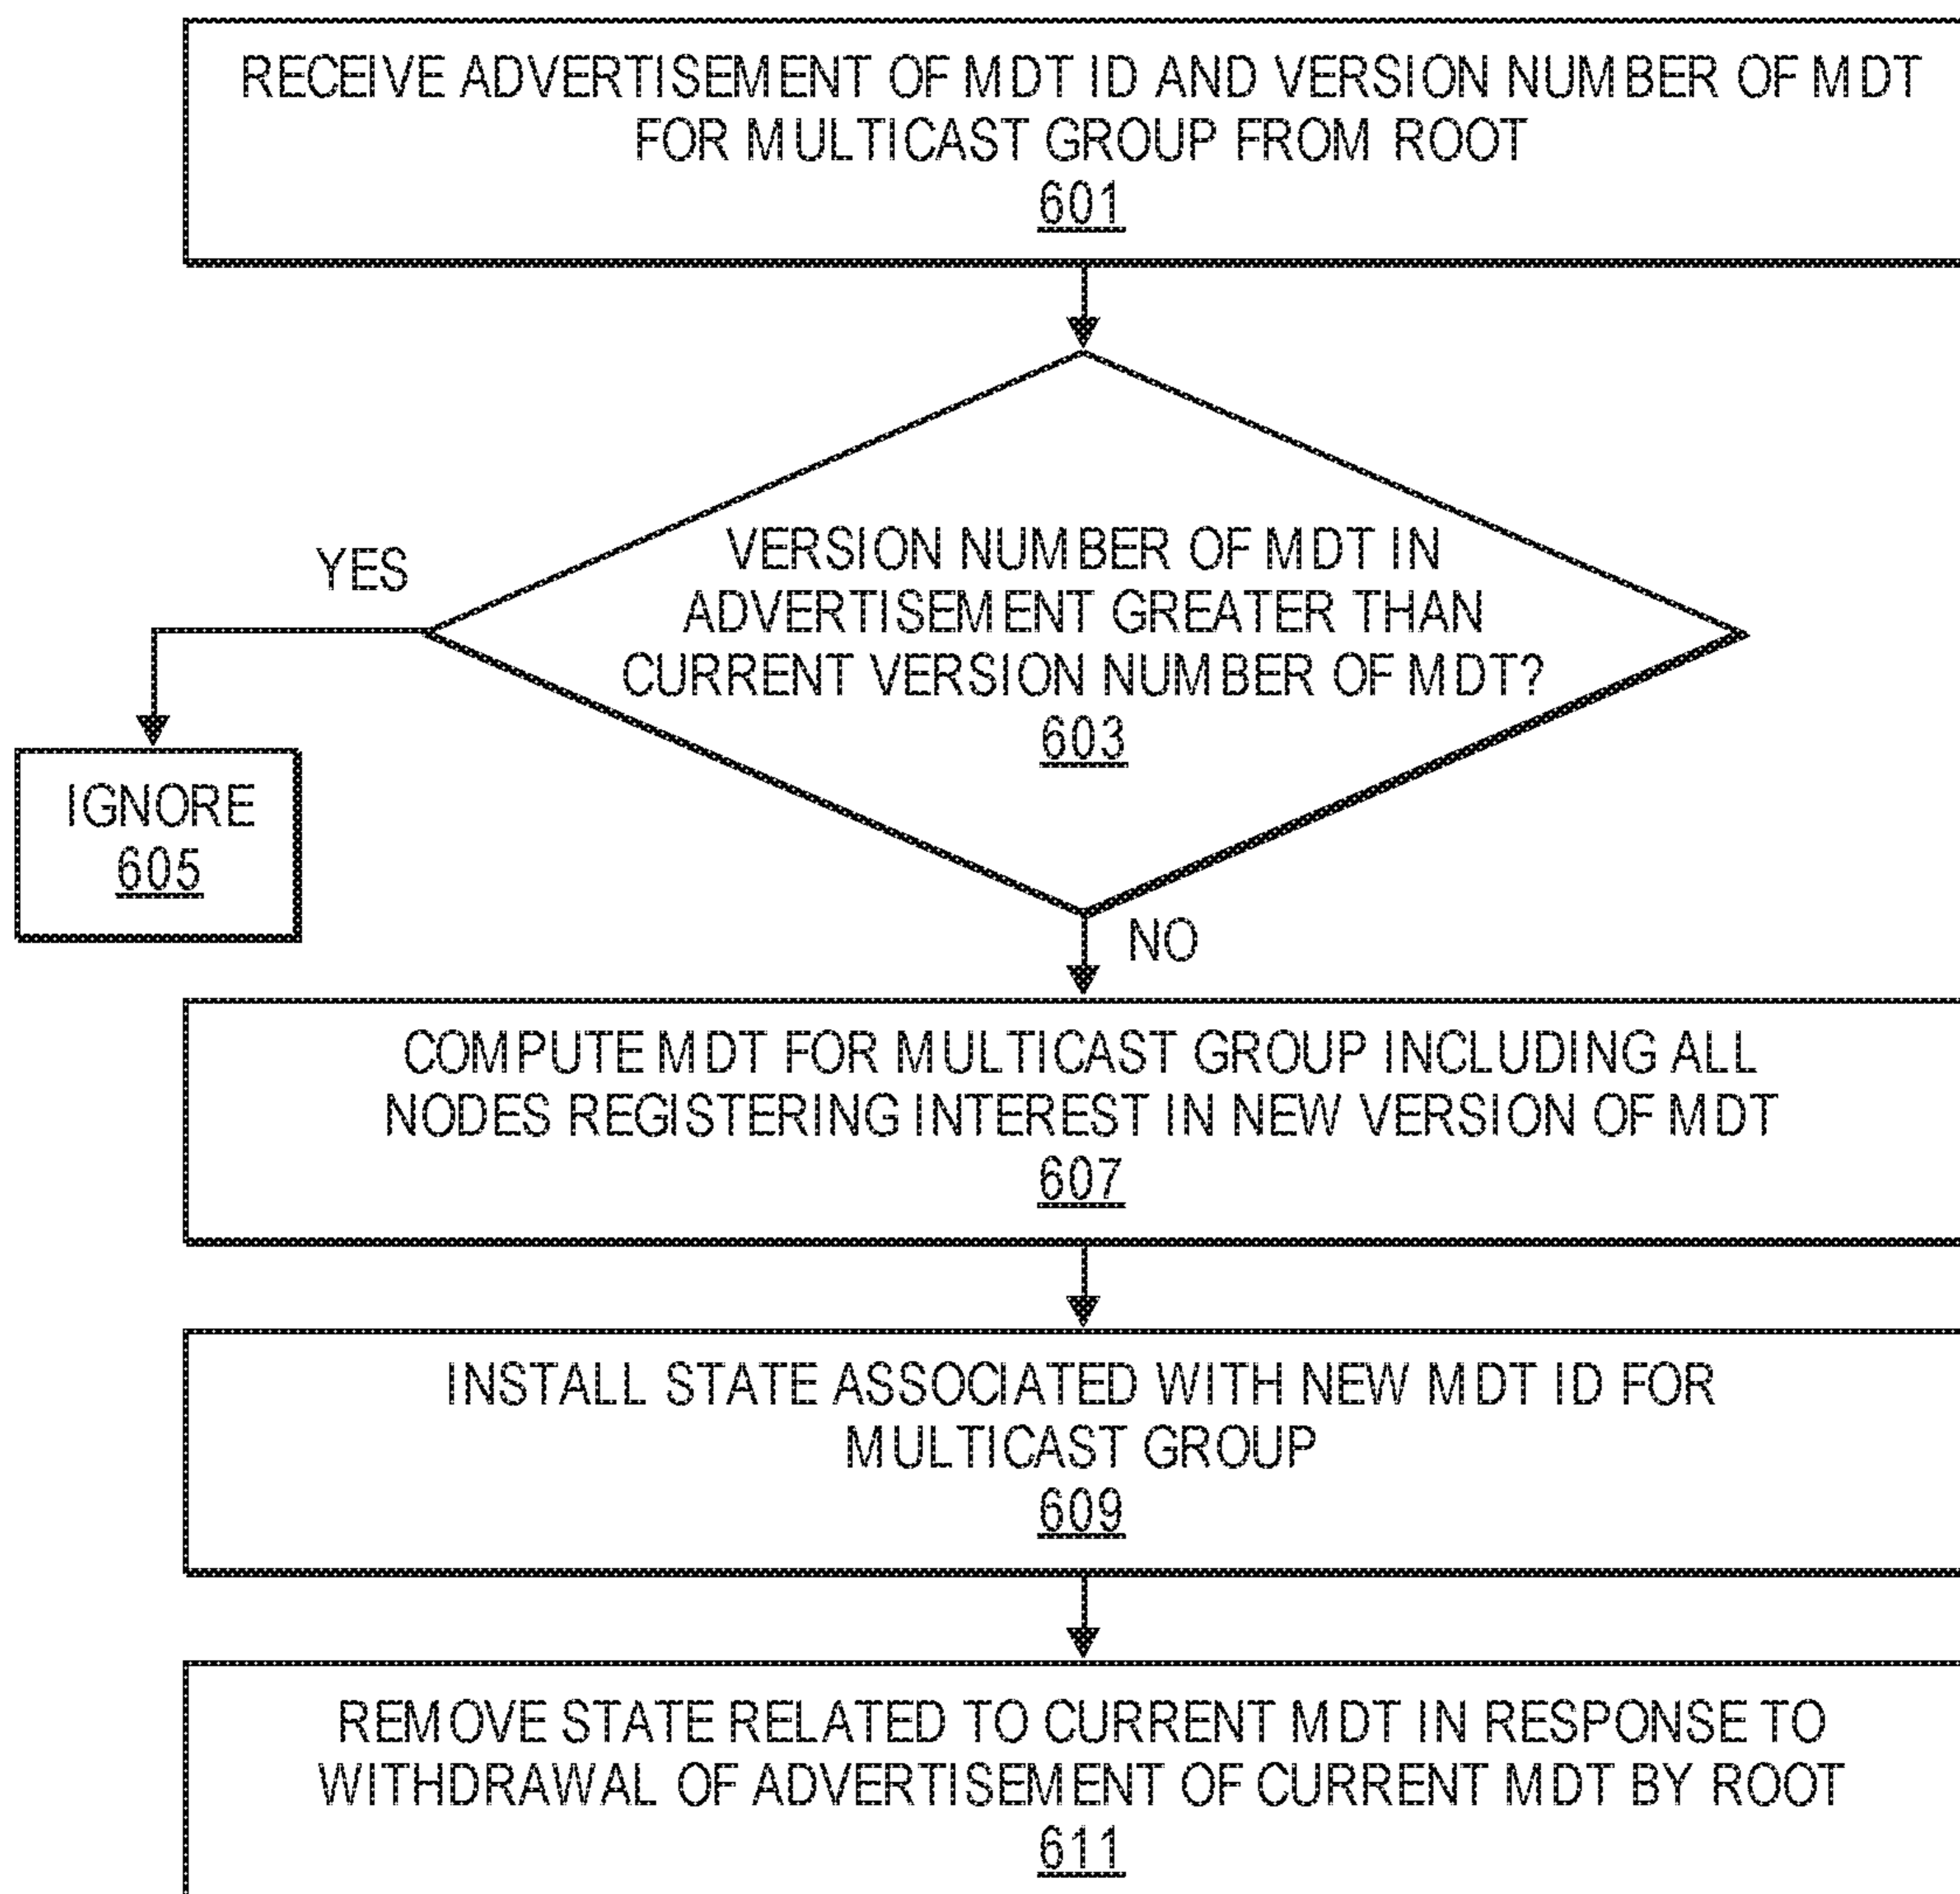 RECEIVE ADVERTISEMENT OF MDT ID AND VERSION NUMBER OF MDT
FOR MULTICAST GROUP FROM ROOT
601
VERSION NUMBER OF MDT IN
ADVERTISEMENT GREATER THAN
CURRENT VERSION NUMBER OF MDT?
603
YES
IGNORE
605
NO
COMPUTE MDT FOR MULTICAST GROUP INCLUDING ALL
NODES REGISTERING INTEREST IN NEW VERSION OF MDT
607
INSTALL STATE ASSOCIATED WITH NEW MDT ID FOR
MULTICAST GROUP
609
REMOVE STATE RELATED TO CURRENT MDT IN RESPONSE TO
WITHDRAWAL OF ADVERTISEMENT OF CURRENT MDT BY ROOT
611